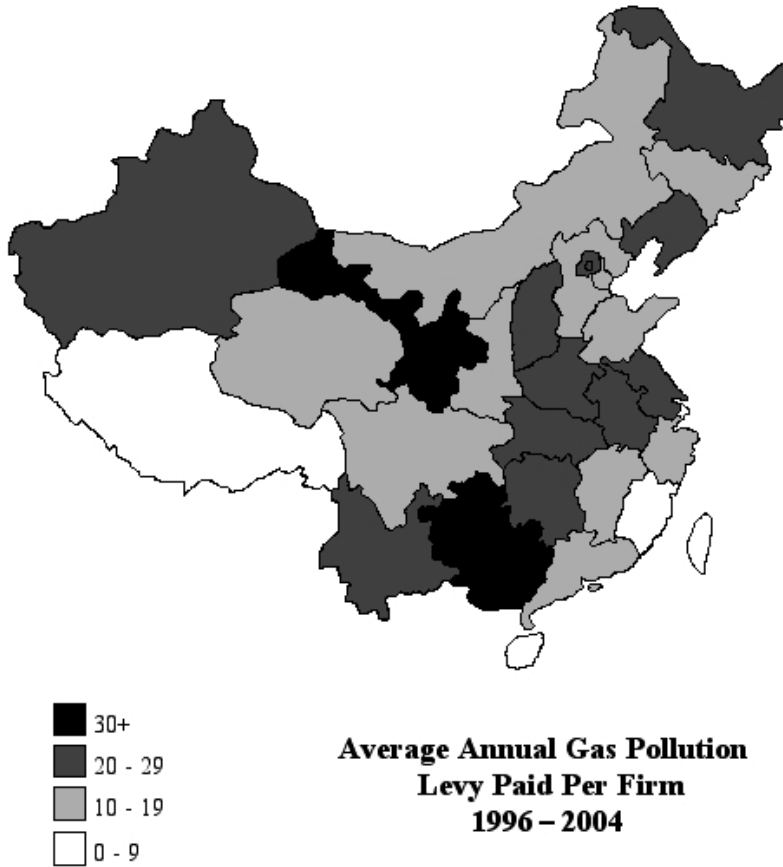 30+
20 - 29
10 - 19
0 - 9
Average Annual Gas Pollution
Levy Paid Per Firm
1996 – 2004